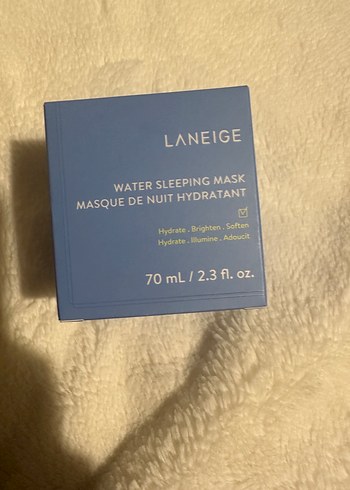 LANEIGE
WATER SLEEPING MASK
MASQUE DE NUIT HYDRATANT
Hydrate . Brighten . Soften
Hydrate . Illumine . Adoucit
70 mL / 2.3 fl. oz.